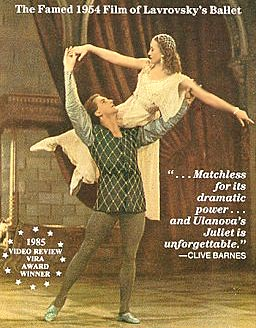 The Famed 1954 Film of Lavrovsky's Ballet
“. . . Matchless
for its
dramatic
power . . .
and Ulanova's
Juliet is
unforgettable.”
—CLIVE BARNES
1985
VIDEO REVIEW
VIRA
AWARD
WINNER